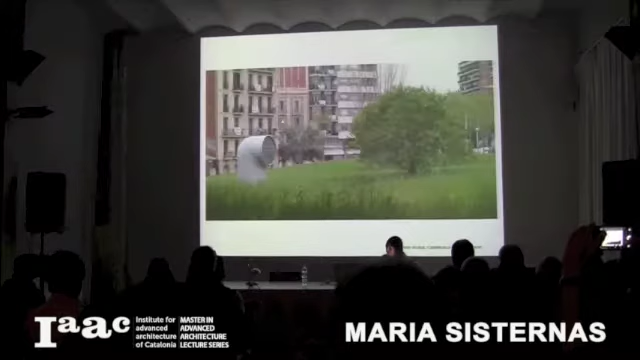 Iaac
Institute for
advanced
architecture
of Catalonia
MASTER IN
ADVANCED
ARCHITECTURE
LECTURE SERIES
MARIA SISTERNAS